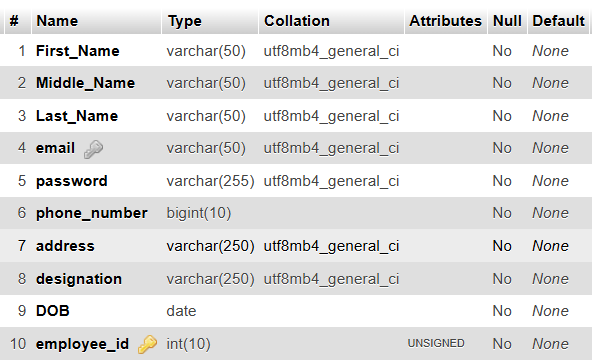 # Name Type Collation Attributes Null Default
1 First_Name varchar(50) utf8mb4_general_ci No None
2 Middle_Name varchar(50) utf8mb4_general_ci No None
3 Last_Name varchar(50) utf8mb4_general_ci No None
4 email varchar(50) utf8mb4_general_ci No None
5 password varchar(255) utf8mb4_general_ci No None
6 phone_number bigint(10) No None
7 address varchar(250) utf8mb4_general_ci No None
8 designation varchar(250) utf8mb4_general_ci No None
9 DOB date No None
10 employee_id int(10) UNSIGNED No None